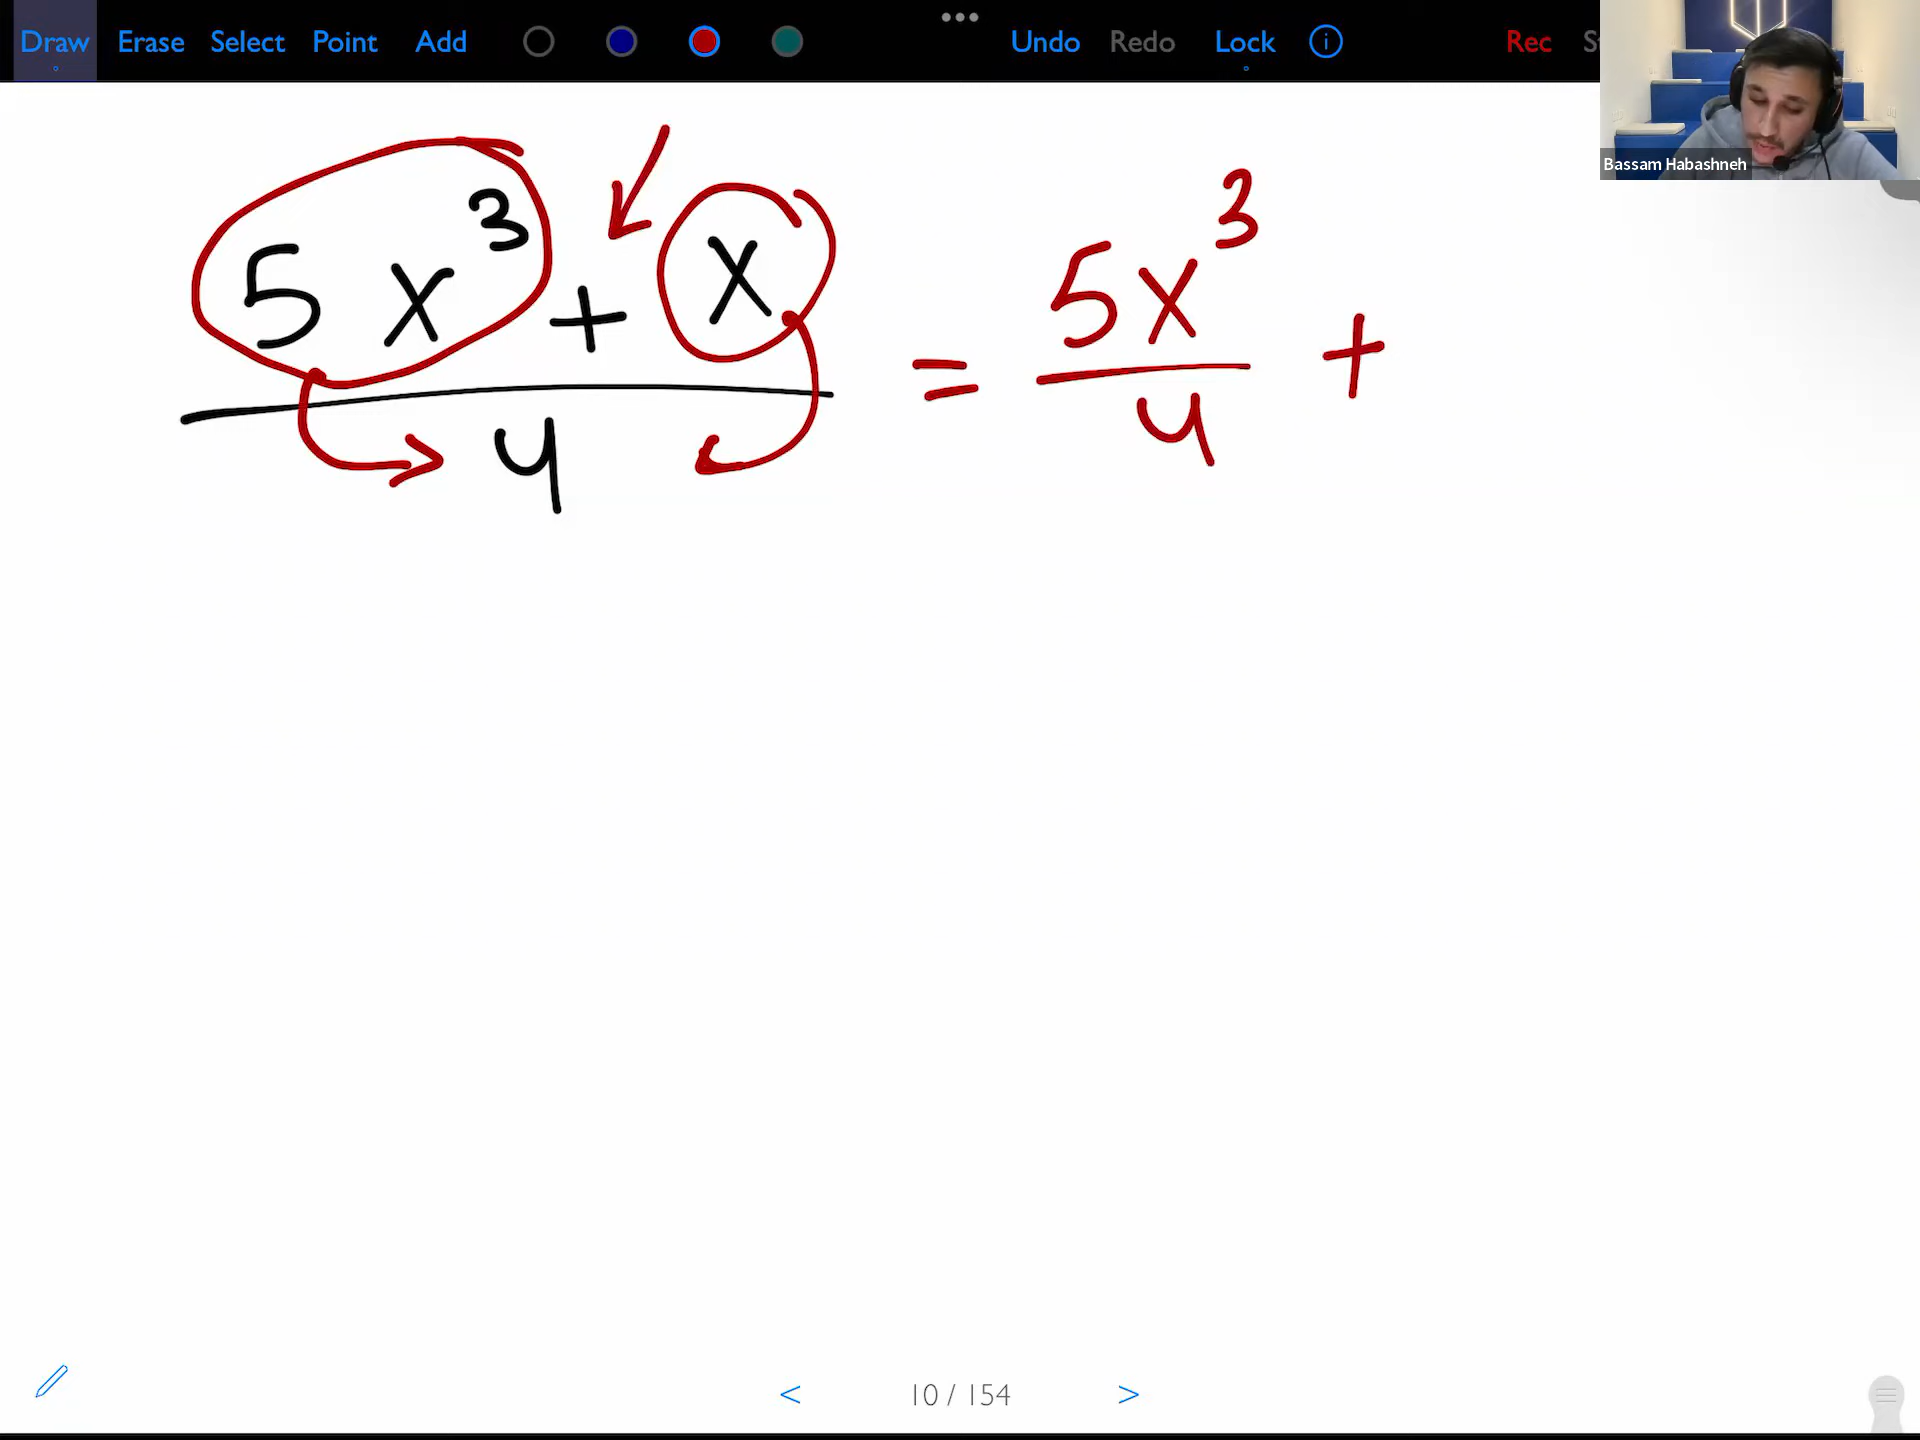 Draw Erase Select Point Add Undo Redo Lock Rec
Bassam Habashneh
5x³ + x = 5x³ +
4 4
< 10 / 154 >